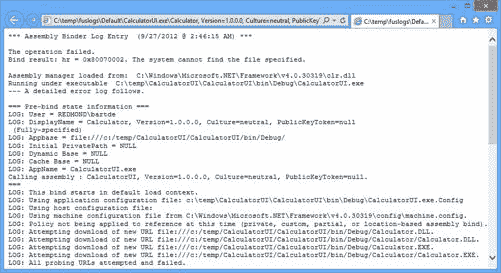 C:\temp\fuslogs\Default\CalculatorUI.exe\Calculator, Version=1.0.0.0, Culture=neutral, PublicKeyT
C:\temp\fuslogs\Default\C...
*** Assembly Binder Log Entry (9/27/2012 @ 2:46:15 AM) ***
The operation failed.
Bind result: hr = 0x80070002. The system cannot find the file specified.
Assembly manager loaded from: C:\Windows\Microsoft.NET\Framework\v4.0.30319\clr.dll
Running under executable C:\temp\CalculatorUI\CalculatorUI\bin\Debug\CalculatorUI.exe
--- A detailed error log follows.
=== Pre-bind state information ===
LOG: User = REDMOND\bartde
LOG: DisplayName = Calculator, Version=1.0.0.0, Culture=neutral, PublicKeyToken=null
(Fully-specified)
LOG: Appbase = file:///c:/temp/CalculatorUI/CalculatorUI/bin/Debug/
LOG: Initial PrivatePath = NULL
LOG: Dynamic Base = NULL
LOG: Cache Base = NULL
LOG: AppName = CalculatorUI.exe
Calling assembly : CalculatorUI, Version=1.0.0.0, Culture=neutral, PublicKeyToken=null.
===
LOG: This bind starts in default load context.
LOG: Using application configuration file: c:\temp\CalculatorUI\CalculatorUI\bin\Debug\CalculatorUI.exe.Config
LOG: Using host configuration file:
LOG: Using machine configuration file from C:\Windows\Microsoft.NET\Framework\v4.0.30319\config\machine.config.
LOG: Policy not being applied to reference at this time (private, custom, partial, or location-based assembly bind).
LOG: Attempting download of new URL file:///c:/temp/CalculatorUI/CalculatorUI/bin/Debug/Calculator.DLL.
LOG: Attempting download of new URL file:///c:/temp/CalculatorUI/CalculatorUI/bin/Debug/Calculator/Calculator.DLL.
LOG: Attempting download of new URL file:///c:/temp/CalculatorUI/CalculatorUI/bin/Debug/Calculator.EXE.
LOG: Attempting download of new URL file:///c:/temp/CalculatorUI/CalculatorUI/bin/Debug/Calculator/Calculator.EXE.
LOG: All probing URLs attempted and failed.